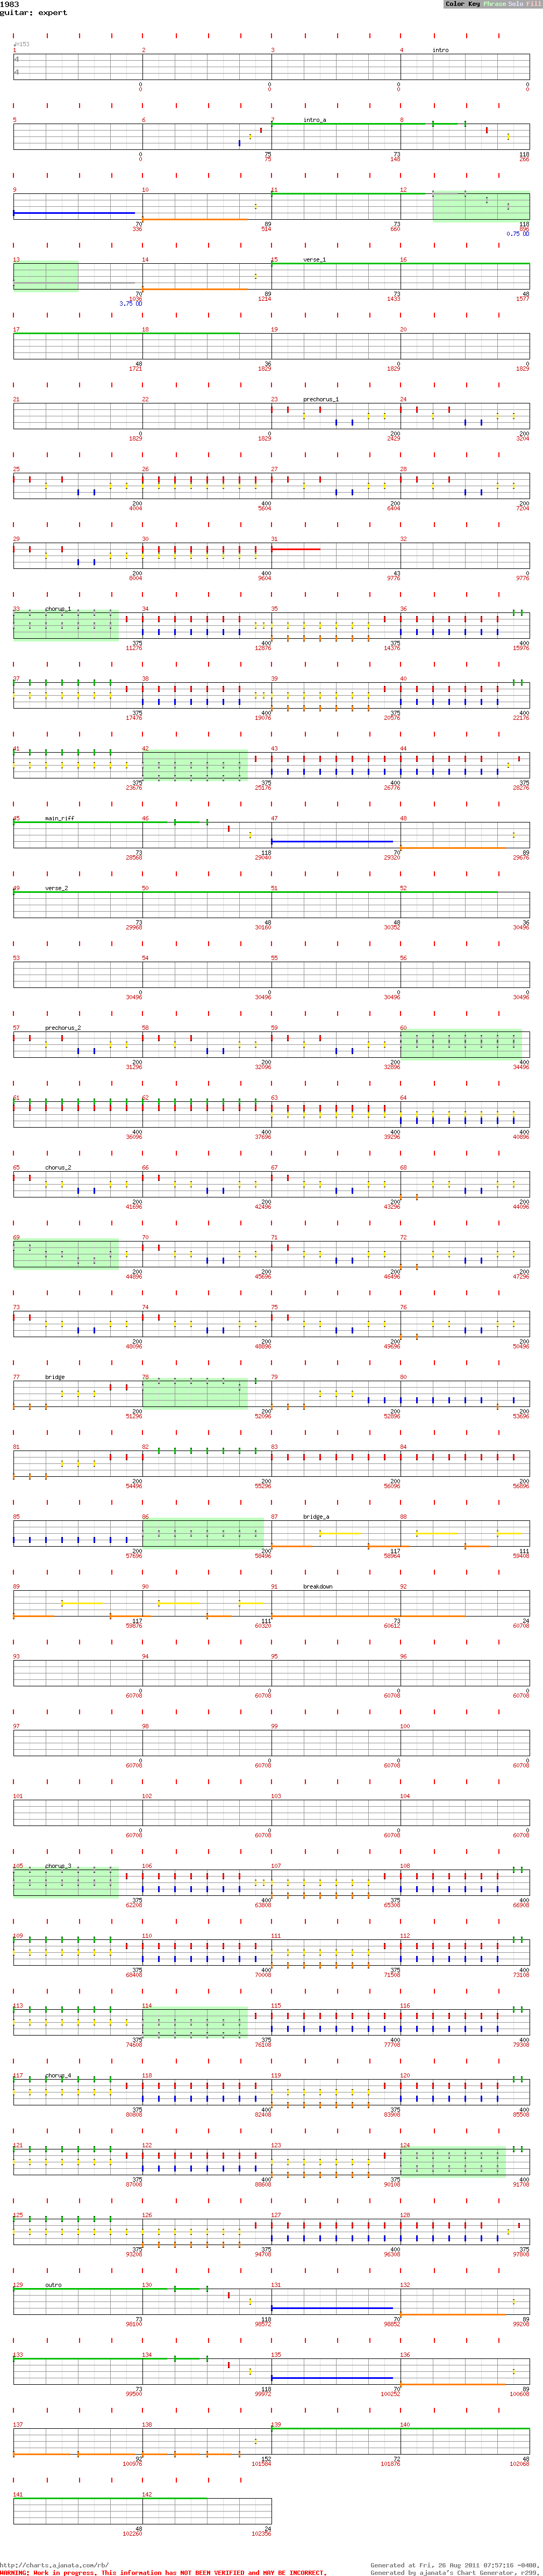 1983
guitar: expert
Color Key Phrase Solo Fill
♩=153
1 2 3 4 intro
4
4
0 0 0 0
0 0 0 0
5 6 7 intro_a 8
0 75 73 118
0 75 148 266
9 10 11 12
70 89 73 118
336 514 660 896
0.75 OD
13 14 15 verse_1 16
70 89 73 48
1036 1214 1433 1577
3.75 OD
17 18 19 20
48 36 0 0
1721 1829 1829 1829
21 22 23 prechorus_1 24
0 0 200 200
1829 1829 2429 3204
25 26 27 28
200 400 200 200
4004 5604 6404 7204
29 30 31 32
200 400 43 0
8004 9604 9776 9776
33 chorus_1 34 35 36
375 400 375 400
11276 12876 14376 15976
37 38 39 40
375 400 375 400
17476 19076 20576 22176
41 42 43 44
375 375 400 375
23676 25176 26776 28276
45 main_riff 46 47 48
73 118 70 89
28568 29040 29320 29676
49 verse_2 50 51 52
73 48 48 36
29968 30160 30352 30496
53 54 55 56
0 0 0 0
30496 30496 30496 30496
57 prechorus_2 58 59 60
200 200 200 400
31296 32096 32896 34496
61 62 63 64
400 400 400 400
36096 37696 39296 40896
65 chorus_2 66 67 68
200 200 200 200
41696 42496 43296 44096
69 70 71 72
200 200 200 200
44896 45696 46496 47296
73 74 75 76
200 200 200 200
48096 48896 49696 50496
77 bridge 78 79 80
200 200 200 200
51296 52096 52896 53696
81 82 83 84
200 200 200 200
54496 55296 56096 56896
85 86 87 bridge_a 88
200 200 117 111
57696 58496 58964 59408
89 90 91 breakdown 92
117 111 73 24
59876 60320 60612 60708
93 94 95 96
0 0 0 0
60708 60708 60708 60708
97 98 99 100
0 0 0 0
60708 60708 60708 60708
101 102 103 104
0 0 0 0
60708 60708 60708 60708
105 chorus_3 106 107 108
375 400 375 400
62208 63808 65308 66908
109 110 111 112
375 400 375 400
68408 70008 71508 73108
113 114 115 116
375 375 400 400
74608 76108 77708 79308
117 chorus_4 118 119 120
375 400 375 400
80808 82408 83908 85508
121 122 123 124
375 400 375 400
87008 88608 90108 91708
125 126 127 128
375 375 400 375
93208 94708 96308 97808
129 outro 130 131 132
73 118 70 89
98100 98572 98852 99208
133 134 135 136
73 118 70 89
99500 99972 100252 100608
137 138 139 140
92 152 72 48
100976 101584 101876 102068
141 142
48 24
102260 102356
http://charts.ajanata.com/rb/
Generated at Fri, 26 Aug 2011 07:57:16 -0400.
WARNING: Work in progress. This information has NOT BEEN VERIFIED and MAY BE INCORRECT.
Generated by ajanata's Chart Generator, r299.